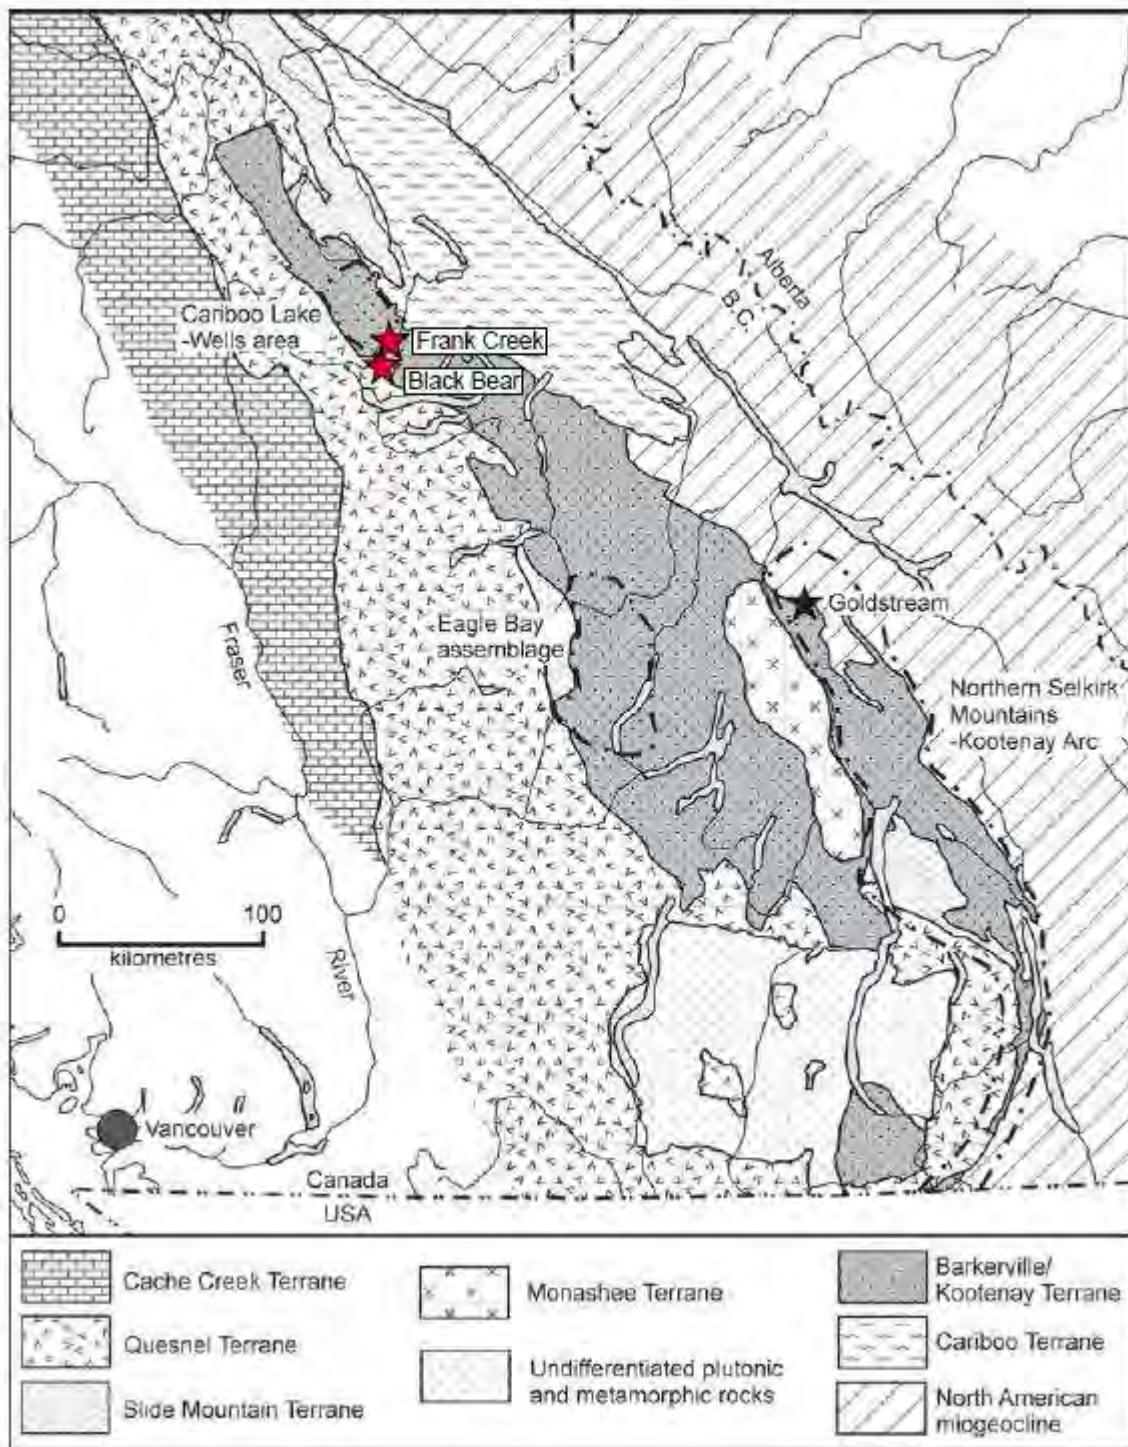 Alberta
B.C.
Cariboo Lake
-Wells area
Frank Creek
Black Bear
Goldstream
Eagle Bay
assemblage
Fraser
Northern Selkirk
Mountains
-Kootenay Arc
0 100
kilometres
River
Vancouver
Canada
USA
Cache Creek Terrane
Quesnel Terrane
Slide Mountain Terrane
Monashee Terrane
Undifferentiated plutonic
and metamorphic rocks
Barkerville/
Kootenay Terrane
Cariboo Terrane
North American
miogeocline